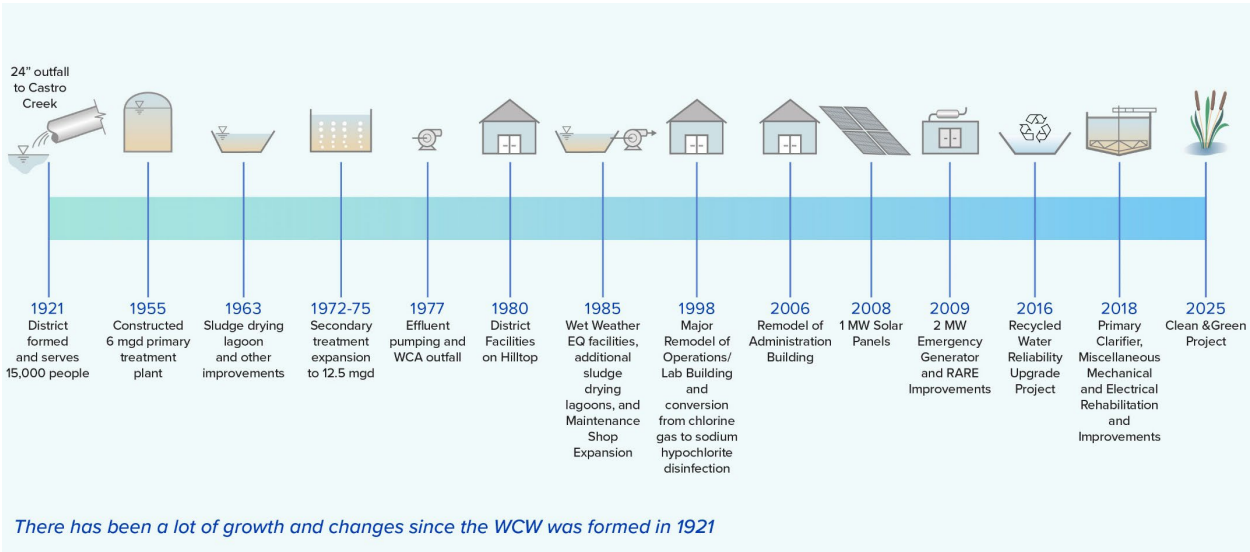 24” outfall
to Castro
Creek
1921
District
formed
and serves
15,000 people
1955
Constructed
6 mgd primary
treatment
plant
1963
Sludge drying
lagoon
and other
improvements
1972-75
Secondary
treatment
expansion
to 12.5 mgd
1977
Effluent
pumping and
WCA outfall
1980
District
Facilities
on Hilltop
1985
Wet Weather
EQ facilities,
additional
sludge
drying
lagoons, and
Maintenance
Shop
Expansion
1998
Major
Remodel of
Operations/
Lab Building
and
conversion
from chlorine
gas to sodium
hypochlorite
disinfection
2006
Remodel of
Administration
Building
2008
1 MW Solar
Panels
2009
2 MW
Emergency
Generator
and RARE
Improvements
2016
Recycled
Water
Reliability
Upgrade
Project
2018
Primary
Clarifier,
Miscellaneous
Mechanical
and Electrical
Rehabilitation
and
Improvements
2025
Clean &Green
Project
There has been a lot of growth and changes since the WCW was formed in 1921